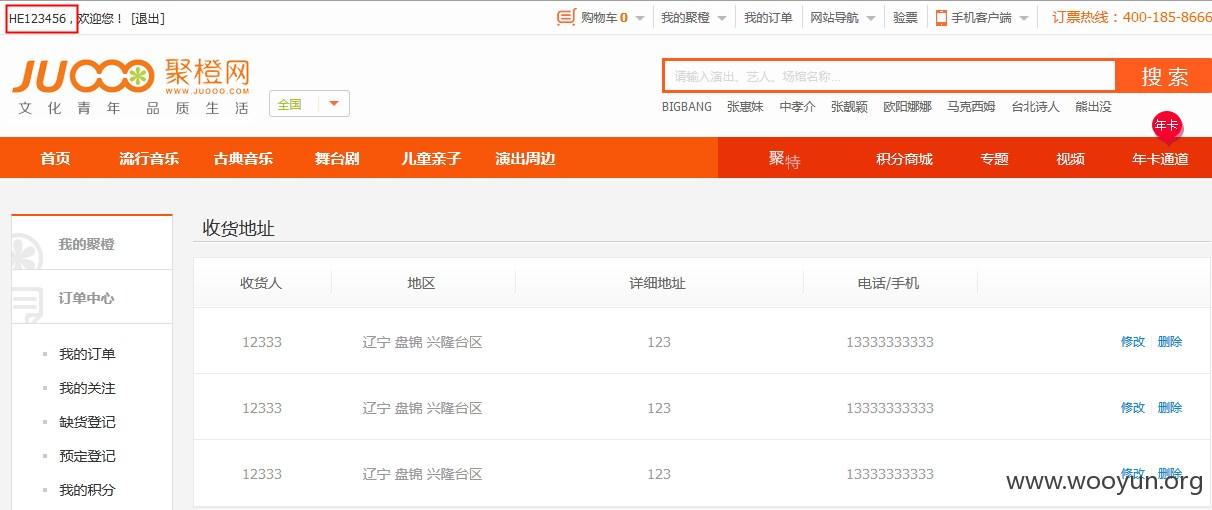 HE123456 , 欢迎您！ [退出] 购物车 0 我的聚橙 我的订单 网站导航 验票 手机客户端 订票热线：400-185-8666
JUOOO 聚橙网
WWW.JUOOO.COM
文化青年 品质生活
全国
请输入演出、艺人、场馆名称... 搜 索
BIGBANG 张惠妹 中孝介 张靓颖 欧阳娜娜 马克西姆 台北诗人 熊出没
年卡
首页 流行音乐 古典音乐 舞台剧 儿童亲子 演出周边 聚特 积分商城 专题 视频 年卡通道
收货地址
我的聚橙
订单中心
我的订单
我的关注
缺货登记
预定登记
我的积分
收货人 地区 详细地址 电话/手机
12333 辽宁 盘锦 兴隆台区 123 13333333333 修改 删除
12333 辽宁 盘锦 兴隆台区 123 13333333333 修改 删除
12333 辽宁 盘锦 兴隆台区 123 13333333333 修改 删除
www.wooyun.org